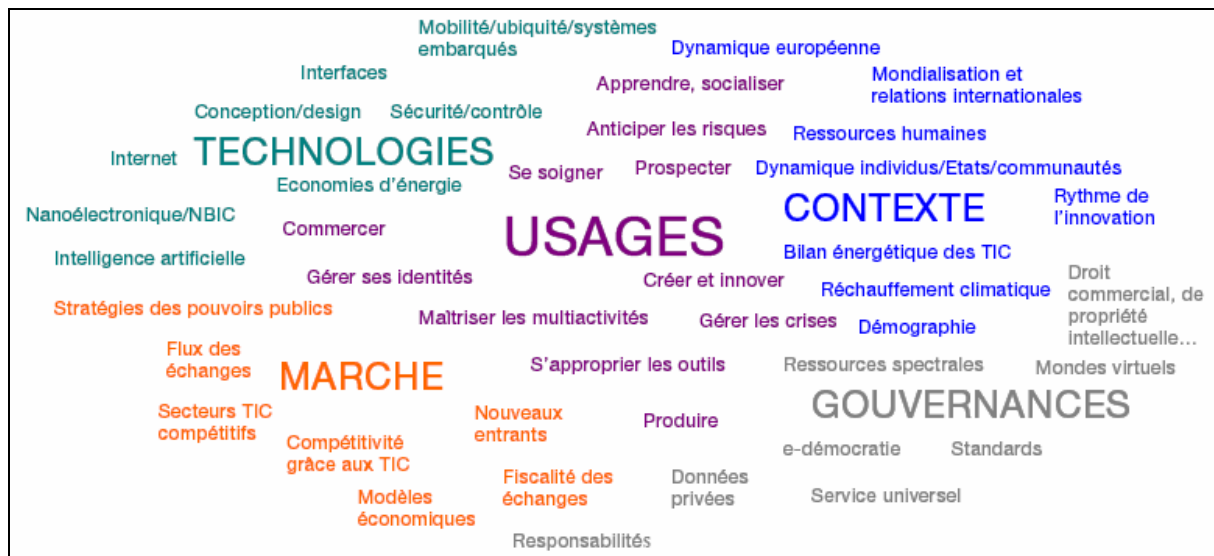 Mobilité/ubiquité/systèmes
embarqués
Dynamique européenne
Interfaces
Apprendre, socialiser
Mondialisation et
relations internationales
Conception/design
Sécurité/contrôle
Anticiper les risques
Ressources humaines
Internet
TECHNOLOGIES
Se soigner
Prospecter
Dynamique individus/Etats/communautés
Economies d'énergie
Nanoélectronique/NBIC
Commercer
USAGES
CONTEXTE
Rythme de
l'innovation
Intelligence artificielle
Gérer ses identités
Créer et innover
Bilan énergétique des TIC
Réchauffement climatique
Droit
commercial, de
propriété
intellectuelle...
Stratégies des pouvoirs publics
Maîtriser les multiactivités
Gérer les crises
Démographie
Flux des
échanges
MARCHE
S'approprier les outils
Ressources spectrales
Mondes virtuels
GOUVERNANCES
Secteurs TIC
compétitifs
Nouveaux
entrants
Produire
Compétitivité
grâce aux TIC
e-démocratie
Standards
Modèles
économiques
Fiscalité des
échanges
Données
privées
Service universel
Responsabilités